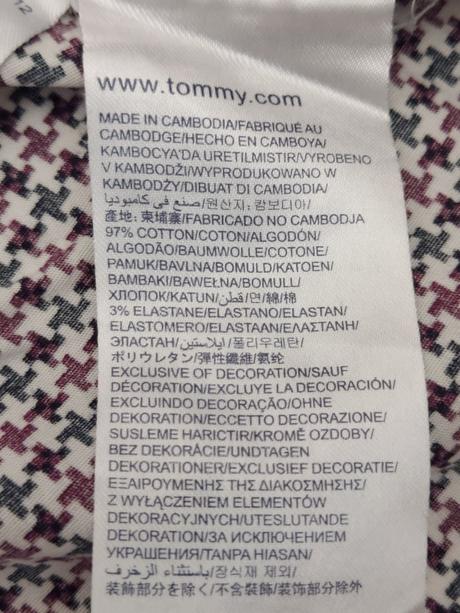 12
www.tommy.com
MADE IN CAMBODIA/FABRIQUÉ AU
CAMBODGE/HECHO EN CAMBOYA/
KAMBOCYA'DA URETILMISTIR/VYROBENO
V KAMBODŽI/WYPRODUKOWANO W
KAMBODŻY/DIBUAT DI CAMBODIA/
صنع في كامبوديا/원산지: 캄보디아/
產地: 柬埔寨/FABRICADO NO CAMBODJA
97% COTTON/COTON/ALGODÓN/
ALGODÃO/BAUMWOLLE/COTONE/
PAMUK/BAVLNA/BOMULD/KATOEN/
BAMBAKI/BAWEŁNA/BOMULL/
ХЛОПОК/KATUN/قطن/면/綿/棉
3% ELASTANE/ELASTANO/ELASTAN/
ELASTOMERO/ELASTAAN/ΕΛΑΣΤΑΝΗ/
ЭЛАСТАН/ايلاستين/폴리우레탄/
ポリウレタン/彈性纖維/氨纶
EXCLUSIVE OF DECORATION/SAUF
DÉCORATION/EXCLUYE LA DECORACIÓN/
EXCLUINDO DECORAÇÃO/OHNE
DEKORATION/ECCETTO DECORAZIONE/
SUSLEME HARICTIR/KROMĚ OZDOBY/
BEZ DEKORÁCIE/UNDTAGEN
DEKORATIONER/EXCLUSIEF DECORATIE/
ΕΞΑΙΡΟΥΜΕΝΗΣ ΤΗΣ ΔΙΑΚΟΣΜΗΣΗΣ/
Z WYŁĄCZENIEM ELEMENTÓW
DEKORACYJNYCH/UTESLUTANDE
DEKORATION/ЗА ИСКЛЮЧЕНИЕМ
УКРАШЕНИЯ/TANPA HIASAN/
باستثناء الزخرف/장식재 제외/
装飾部分を除く/不含裝飾/装饰部分除外